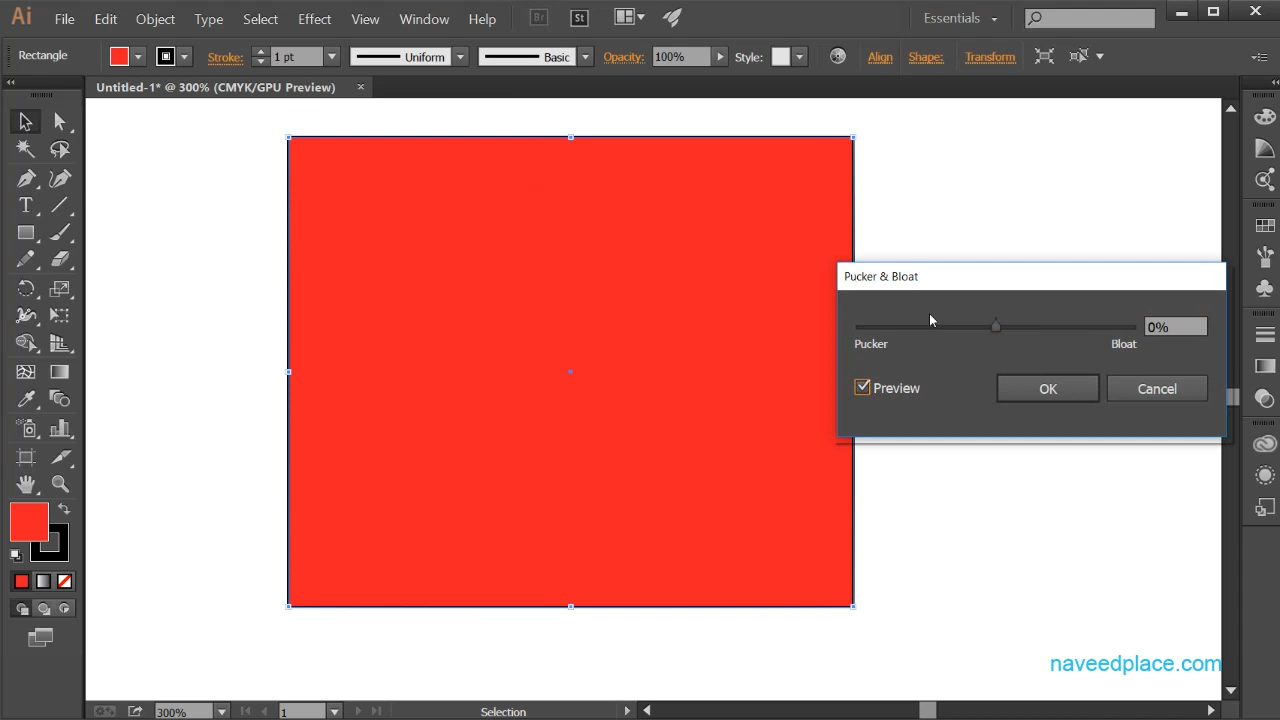 Ai File Edit Object Type Select Effect View Window Help Br St Essentials
Rectangle Stroke: 1 pt Uniform Basic Opacity: 100% Style: Align Shape: Transform
Untitled-1* @ 300% (CMYK/GPU Preview) ×
Pucker & Bloat
0%
Pucker Bloat
Preview OK Cancel
naveedplace.com
300% 1 Selection